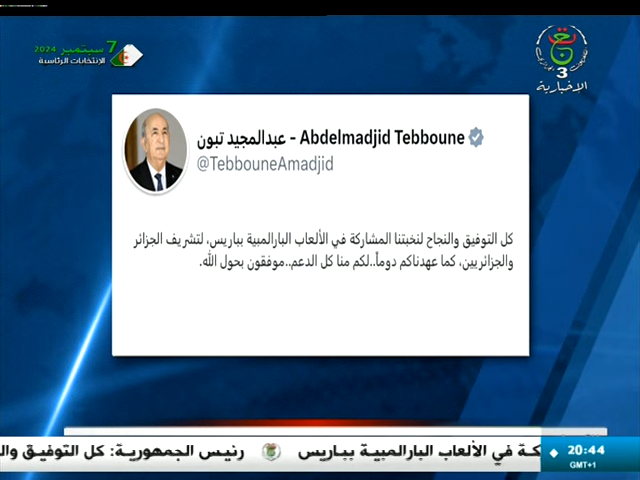 7 سبتمبر 2024
الإنتخابات الرئاسية
3
الإخبارية
عبدالمجيد تبون - Abdelmadjid Tebboune
@TebbouneAmadjid
كل التوفيق والنجاح لنخبتنا المشاركة في الألعاب البارالمبية بباريس، لتشريف الجزائر
والجزائريين، كما عهدناكم دوماً..لكم منا كل الدعم..موفقون بحول الله.
كة في الألعاب البارالمبية بباريس رئيس الجمهورية: كل التوفيق وال
20:44
GMT+1